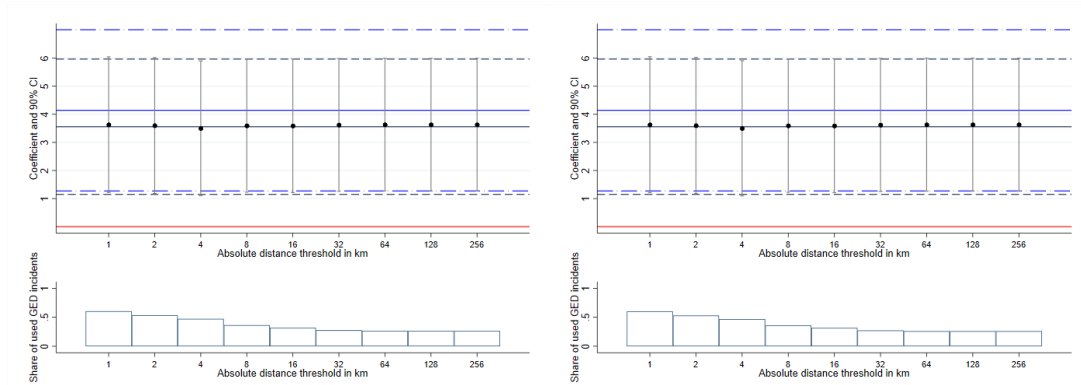 Coefficient and 90% CI
6
5
4
3
2
1
1 2 4 8 16 32 64 128 256
Absolute distance threshold in km
Share of used GED incidents
1
.5
0
1 2 4 8 16 32 64 128 256
Absolute distance threshold in km
Coefficient and 90% CI
6
5
4
3
2
1
1 2 4 8 16 32 64 128 256
Absolute distance threshold in km
Share of used GED incidents
1
.5
0
1 2 4 8 16 32 64 128 256
Absolute distance threshold in km